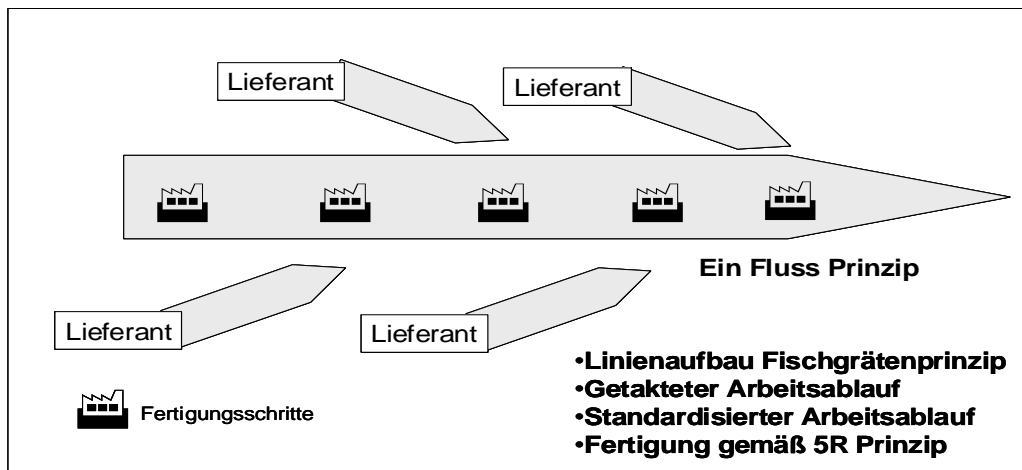 Lieferant
Lieferant
Ein Fluss Prinzip
Lieferant
Lieferant
•Linienaufbau Fischgrätenprinzip
•Getakteter Arbeitsablauf
•Standardisierter Arbeitsablauf
•Fertigung gemäß 5R Prinzip
Fertigungsschritte